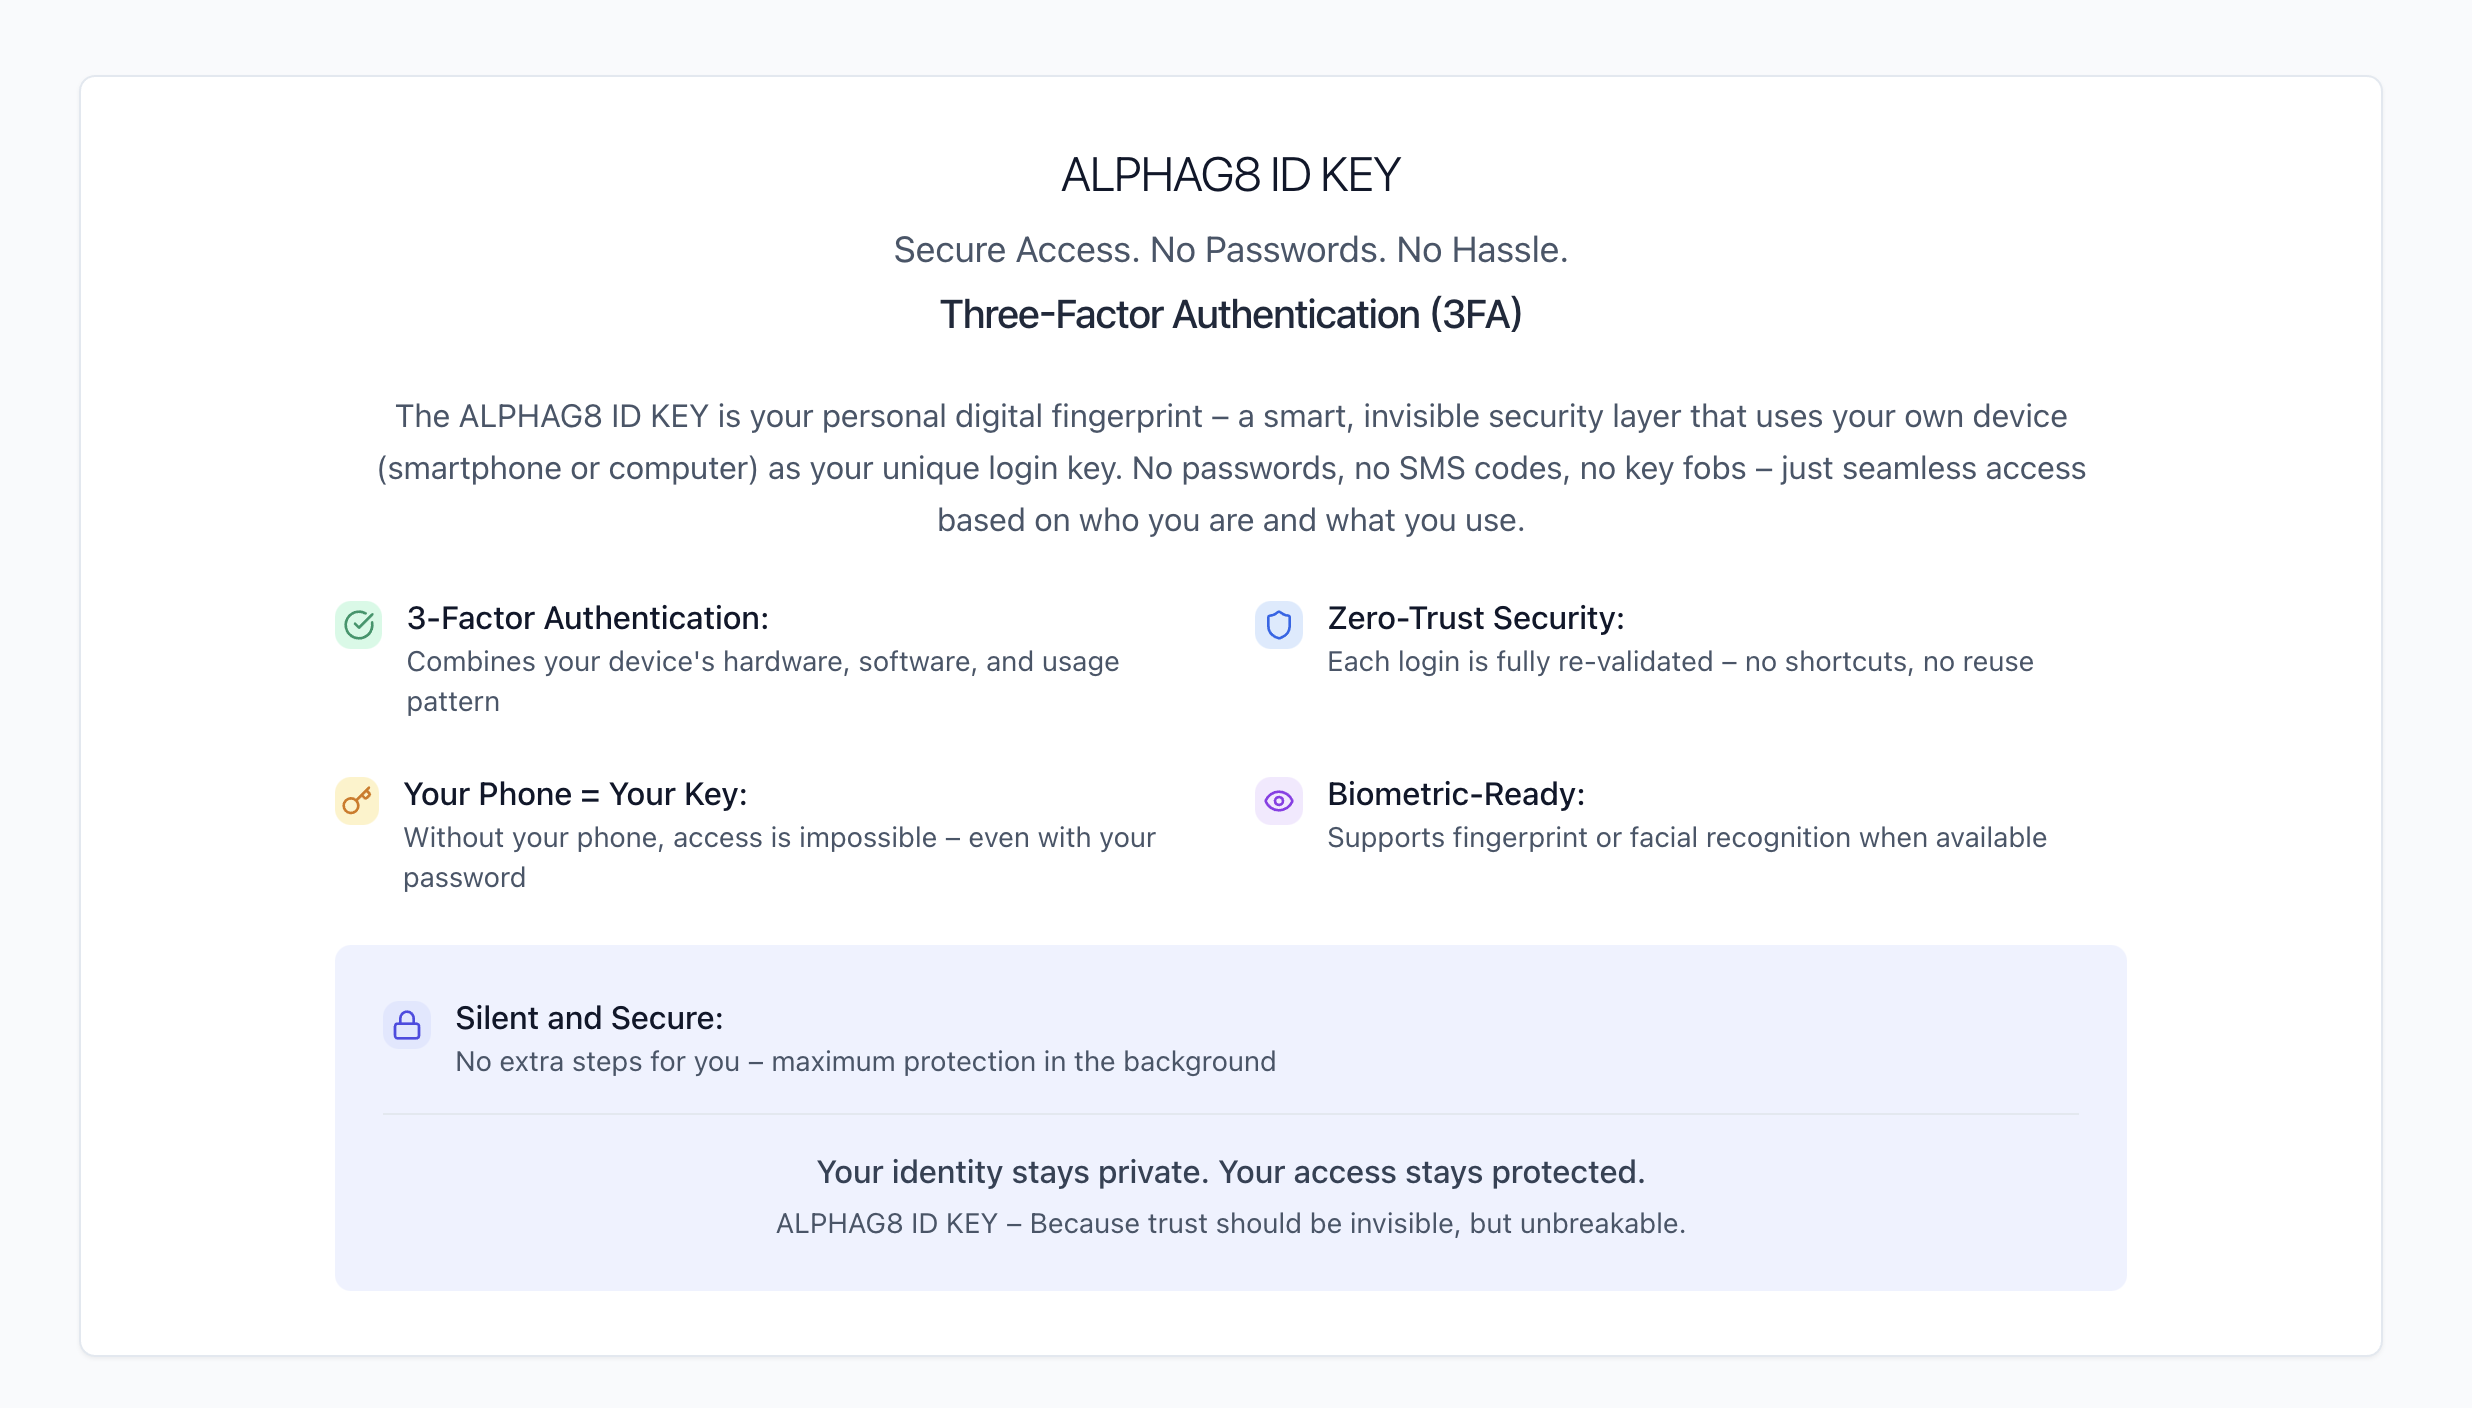 ALPHAG8 ID KEY
Secure Access. No Passwords. No Hassle.
Three-Factor Authentication (3FA)
The ALPHAG8 ID KEY is your personal digital fingerprint – a smart, invisible security layer that uses your own device
(smartphone or computer) as your unique login key. No passwords, no SMS codes, no key fobs – just seamless access
based on who you are and what you use.
3-Factor Authentication:
Combines your device's hardware, software, and usage
pattern
Zero-Trust Security:
Each login is fully re-validated – no shortcuts, no reuse
Your Phone = Your Key:
Without your phone, access is impossible – even with your
password
Biometric-Ready:
Supports fingerprint or facial recognition when available
Silent and Secure:
No extra steps for you – maximum protection in the background
Your identity stays private. Your access stays protected.
ALPHAG8 ID KEY – Because trust should be invisible, but unbreakable.